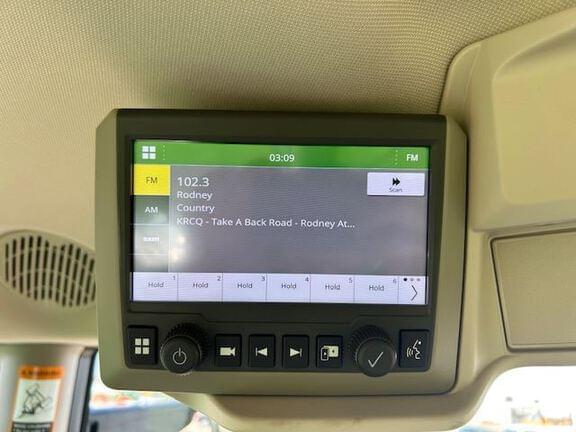 03:09
FM
FM
102.3
Scan
Rodney
AM
Country
KRCQ - Take A Back Road - Rodney At...
1 2 3 4 5 6
Hold Hold Hold Hold Hold Hold